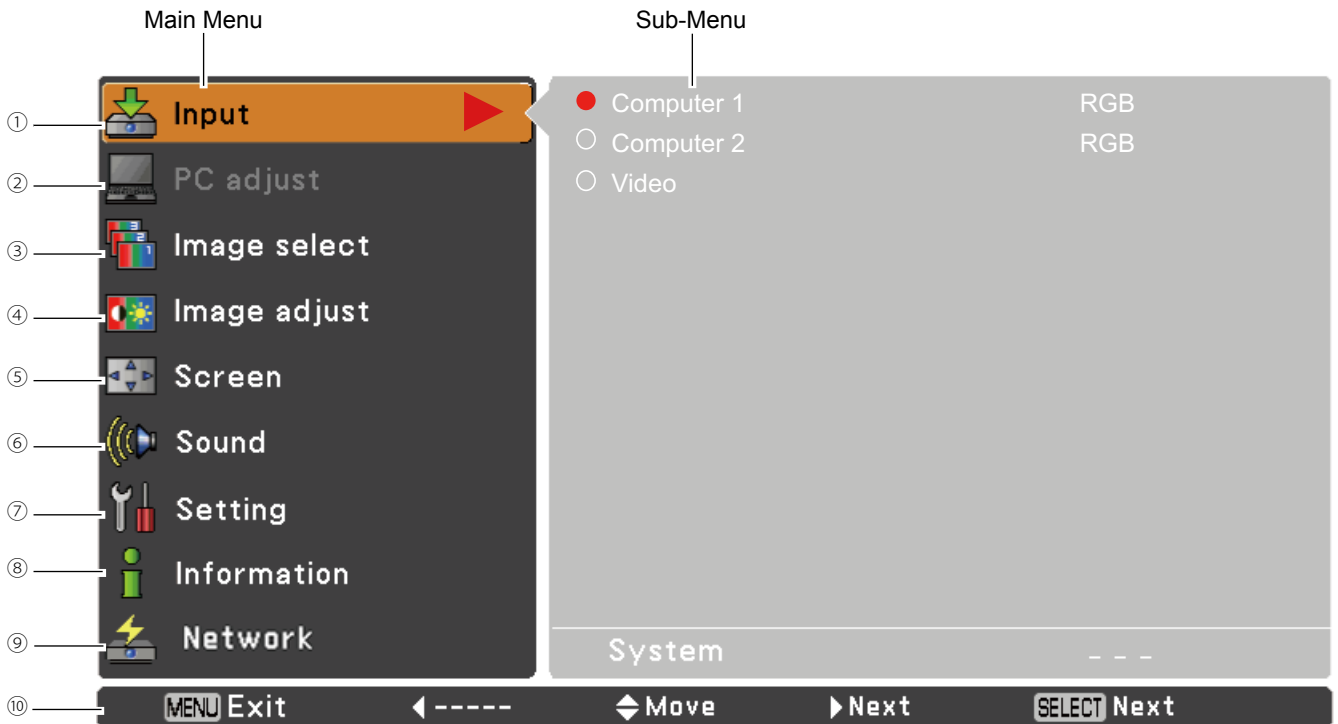 Main Menu Sub-Menu
① Input Computer 1 RGB
Computer 2 RGB
② PC adjust Video
③ Image select
④ Image adjust
⑤ Screen
⑥ Sound
⑦ Setting
⑧ Information
⑨ Network System - - -
⑩ MENU Exit ◀ ----- Move ▶ Next SELECT Next